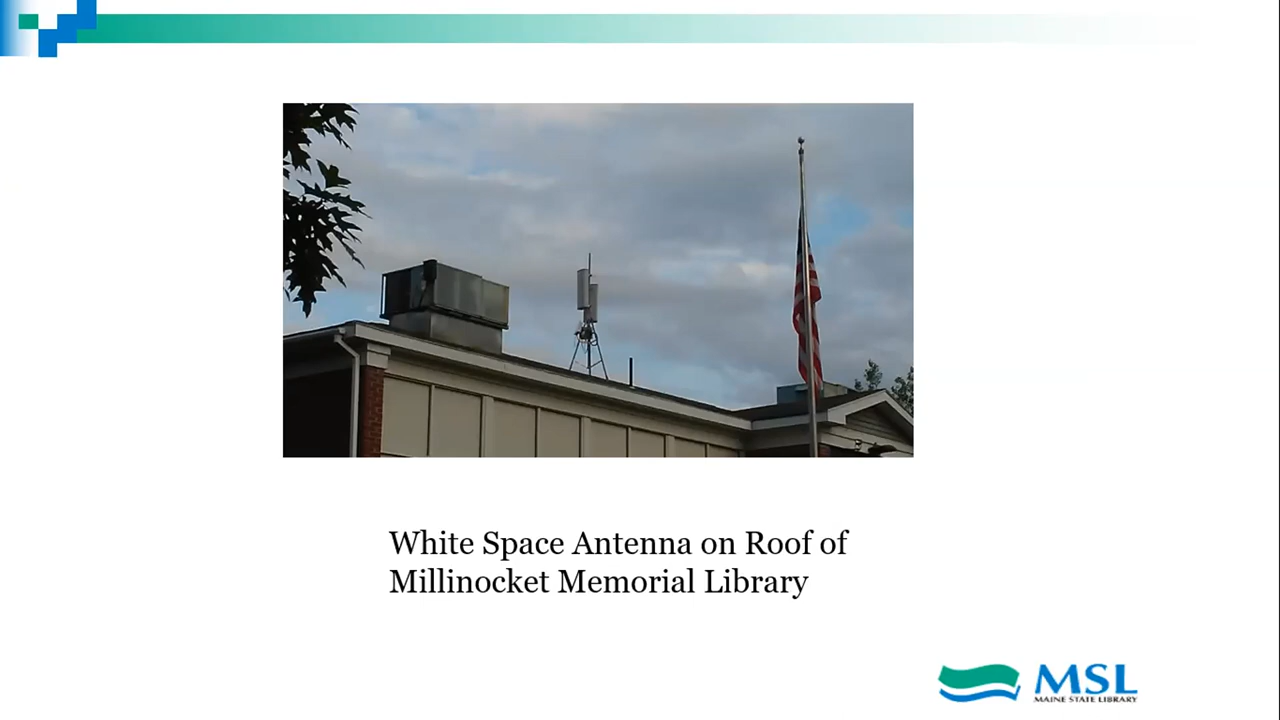 White Space Antenna on Roof of
Millinocket Memorial Library
MSL
MAINE STATE LIBRARY